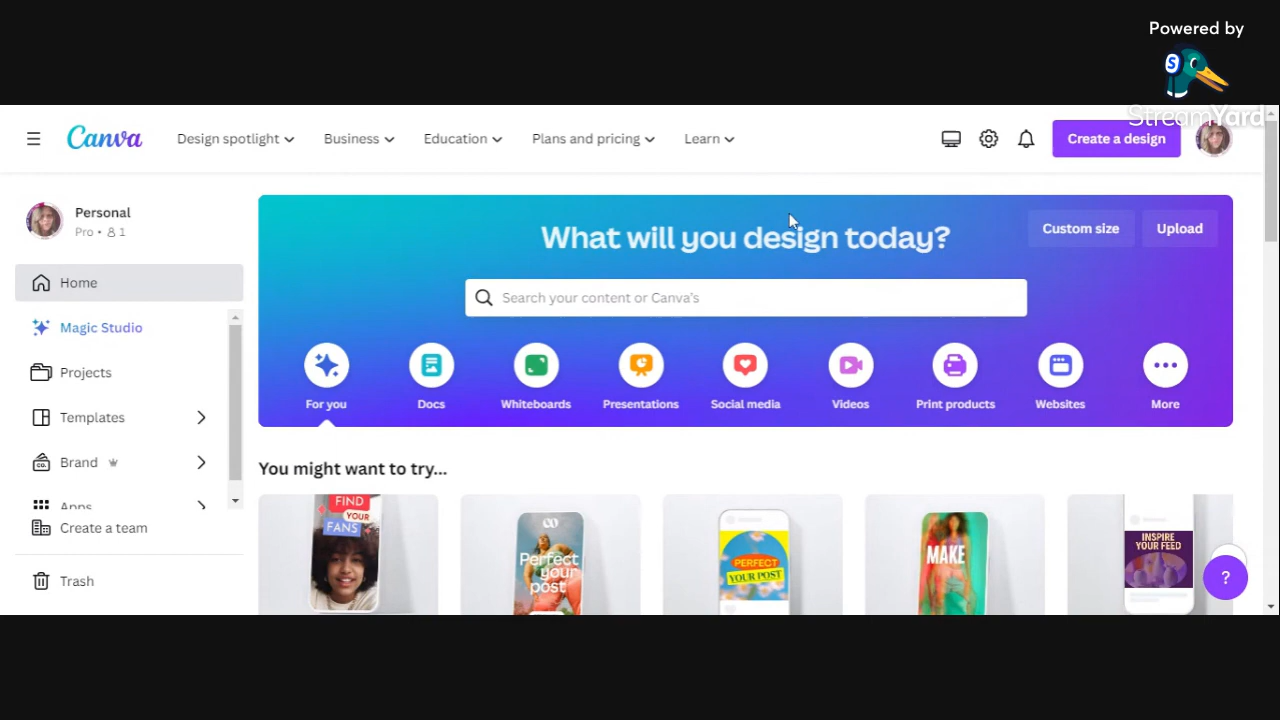 Powered by
S
StreamYard
Canva
Design spotlight
Business
Education
Plans and pricing
Learn
Create a design
Personal
Pro • 1
What will you design today?
Custom size
Upload
Home
Search your content or Canva's
Magic Studio
Projects
For you
Docs
Whiteboards
Presentations
Social media
Videos
Print products
Websites
More
Templates
Brand
CO.
You might want to try...
Apps
Create a team
Trash
FIND
YOUR
FANS
Perfect
your
post
PERFECT
YOUR POST
MAKE
INSPIRE
YOUR FEED
?